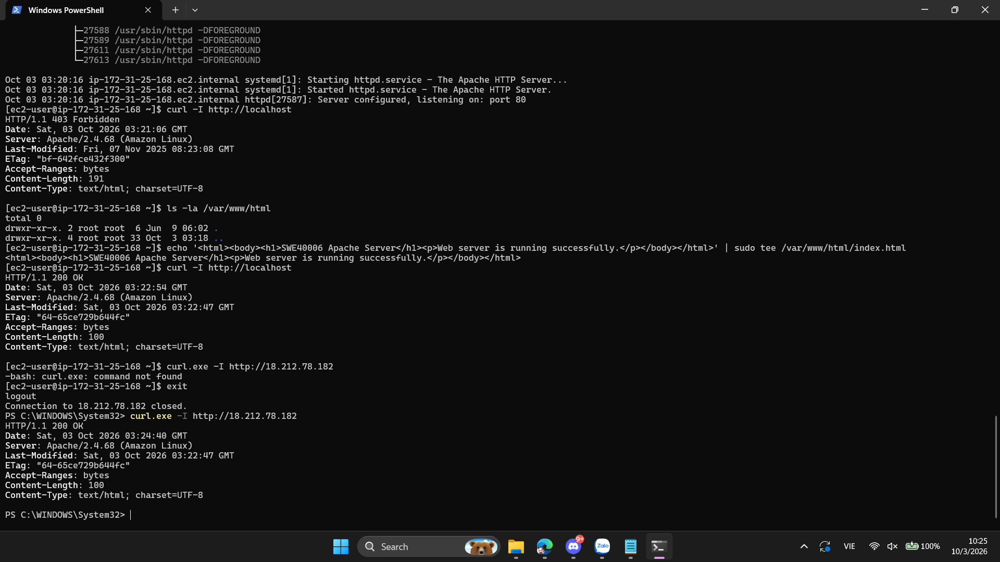 Windows PowerShell
├─27588 /usr/sbin/httpd -DFOREGROUND
├─27589 /usr/sbin/httpd -DFOREGROUND
├─27611 /usr/sbin/httpd -DFOREGROUND
└─27613 /usr/sbin/httpd -DFOREGROUND
Oct 03 03:20:16 ip-172-31-25-168.ec2.internal systemd[1]: Starting httpd.service - The Apache HTTP Server...
Oct 03 03:20:16 ip-172-31-25-168.ec2.internal systemd[1]: Started httpd.service - The Apache HTTP Server.
Oct 03 03:20:16 ip-172-31-25-168.ec2.internal httpd[27587]: Server configured, listening on: port 80
[ec2-user@ip-172-31-25-168 ~]$ curl -I http://localhost
HTTP/1.1 403 Forbidden
Date: Sat, 03 Oct 2026 03:21:06 GMT
Server: Apache/2.4.68 (Amazon Linux)
Last-Modified: Fri, 07 Nov 2025 08:23:08 GMT
ETag: "bf-642fce432f300"
Accept-Ranges: bytes
Content-Length: 191
Content-Type: text/html; charset=UTF-8
[ec2-user@ip-172-31-25-168 ~]$ ls -la /var/www/html
total 0
drwxr-xr-x. 2 root root  6 Jun  9 06:02 .
drwxr-xr-x. 4 root root 33 Oct  3 03:18 ..
[ec2-user@ip-172-31-25-168 ~]$ echo '<html><body><h1>SWE40006 Apache Server</h1><p>Web server is running successfully.</p></body></html>' | sudo tee /var/www/html/index.html
<html><body><h1>SWE40006 Apache Server</h1><p>Web server is running successfully.</p></body></html>
[ec2-user@ip-172-31-25-168 ~]$ curl -I http://localhost
HTTP/1.1 200 OK
Date: Sat, 03 Oct 2026 03:22:54 GMT
Server: Apache/2.4.68 (Amazon Linux)
Last-Modified: Sat, 03 Oct 2026 03:22:47 GMT
ETag: "64-65ce729b644fc"
Accept-Ranges: bytes
Content-Length: 100
Content-Type: text/html; charset=UTF-8
[ec2-user@ip-172-31-25-168 ~]$ curl.exe -I http://18.212.78.182
-bash: curl.exe: command not found
[ec2-user@ip-172-31-25-168 ~]$ exit
logout
Connection to 18.212.78.182 closed.
PS C:\WINDOWS\System32> curl.exe -I http://18.212.78.182
HTTP/1.1 200 OK
Date: Sat, 03 Oct 2026 03:24:40 GMT
Server: Apache/2.4.68 (Amazon Linux)
Last-Modified: Sat, 03 Oct 2026 03:22:47 GMT
ETag: "64-65ce729b644fc"
Accept-Ranges: bytes
Content-Length: 100
Content-Type: text/html; charset=UTF-8
PS C:\WINDOWS\System32>
Search
9+
Zalo
VIE
100%
10:25
10/3/2026